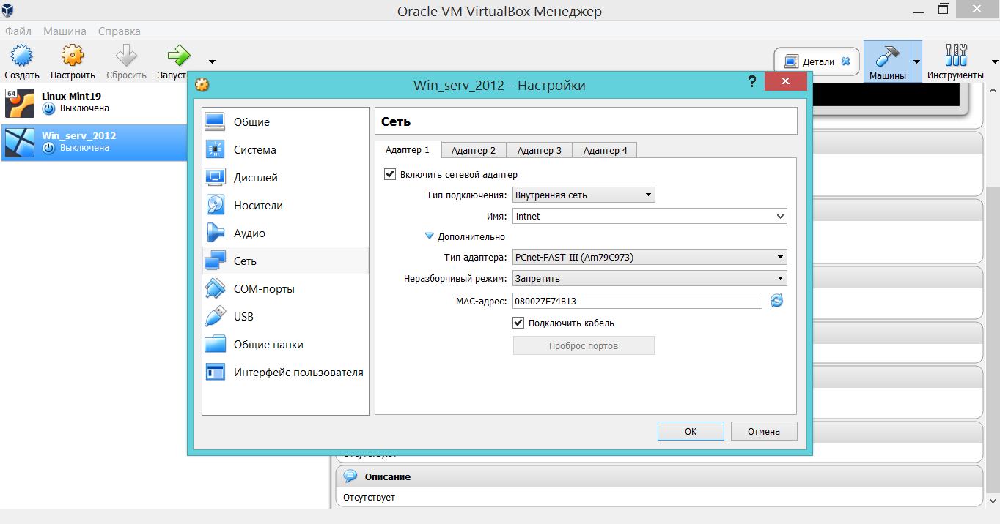 Oracle VM VirtualBox Менеджер
Файл Машина Справка
Создать Настроить Сбросить Детали Машины Инструменты
64
Linux Mint19
Выключена
Win_serv_2012
Выключена
Win_serv_2012 - Настройки
?
Общие
Система
Дисплей
Носители
Аудио
Сеть
COM-порты
USB
Общие папки
Интерфейс пользователя
Сеть
Адаптер 1 Адаптер 2 Адаптер 3 Адаптер 4
Включить сетевой адаптер
Тип подключения: Внутренняя сеть
Имя: intnet
Дополнительно
Тип адаптера: PCnet-FAST III (Am79C973)
Неразборчивый режим: Запретить
MAC-адрес: 080027E74B13
Подключить кабель
Проброс портов
OK Отмена
Описание
Отсутствует